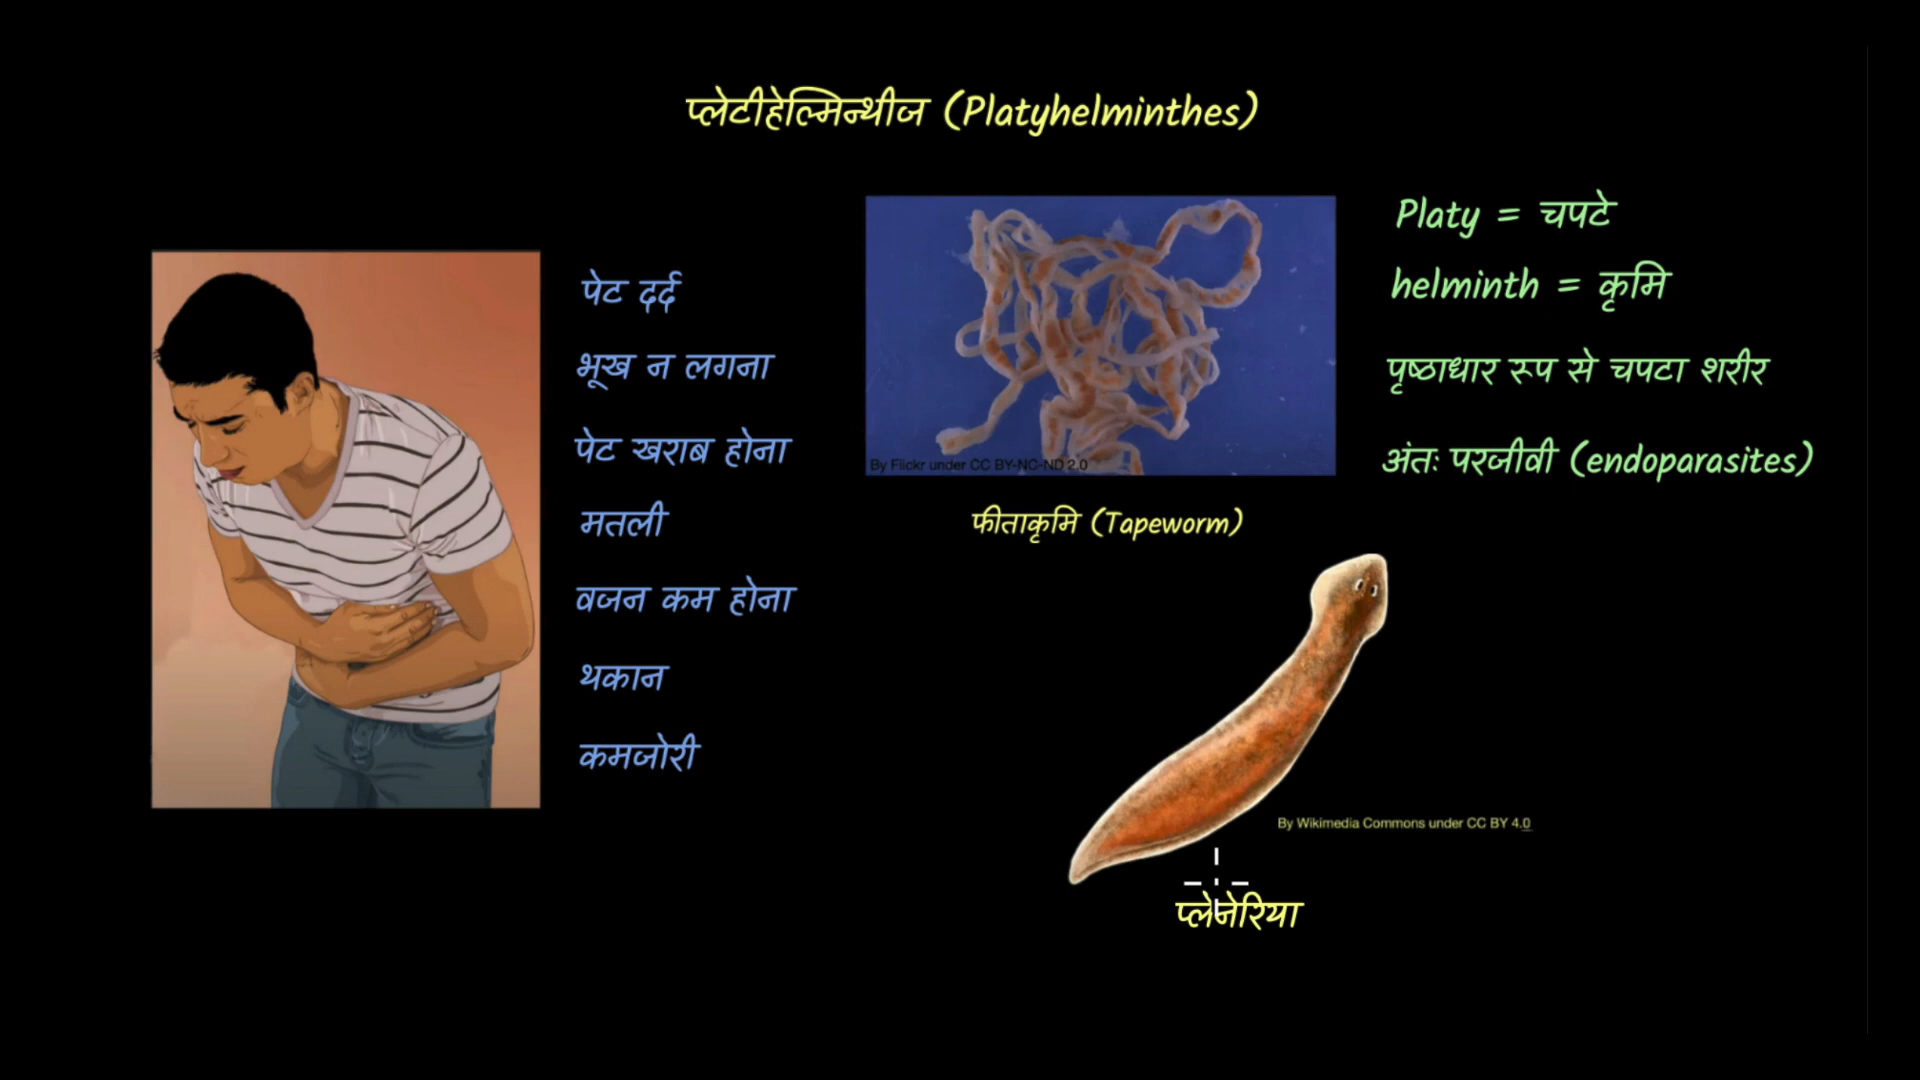 प्लेटीहेल्मिन्थीज (Platyhelminthes)
पेट दर्द
भूख न लगना
पेट खराब होना
मतली
वजन कम होना
थकान
कमजोरी
By Flickr under CC BY-NC-ND 2.0
फीताकृमि (Tapeworm)
Platy = चपटे
helminth = कृमि
पृष्ठाधार रूप से चपटा शरीर
अंतः परजीवी (endoparasites)
By Wikimedia Commons under CC BY 4.0
प्लेनेरिया